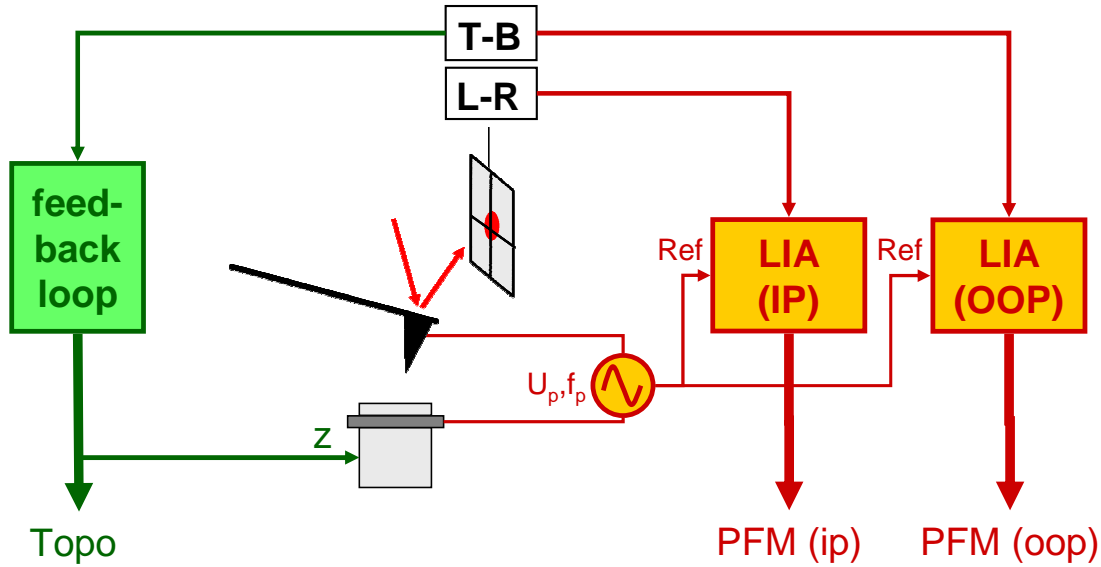 T-B
L-R
feed-
back
loop
Ref
LIA
(IP)
Ref
LIA
(OOP)
Up,fp
z
Topo
PFM (ip)
PFM (oop)